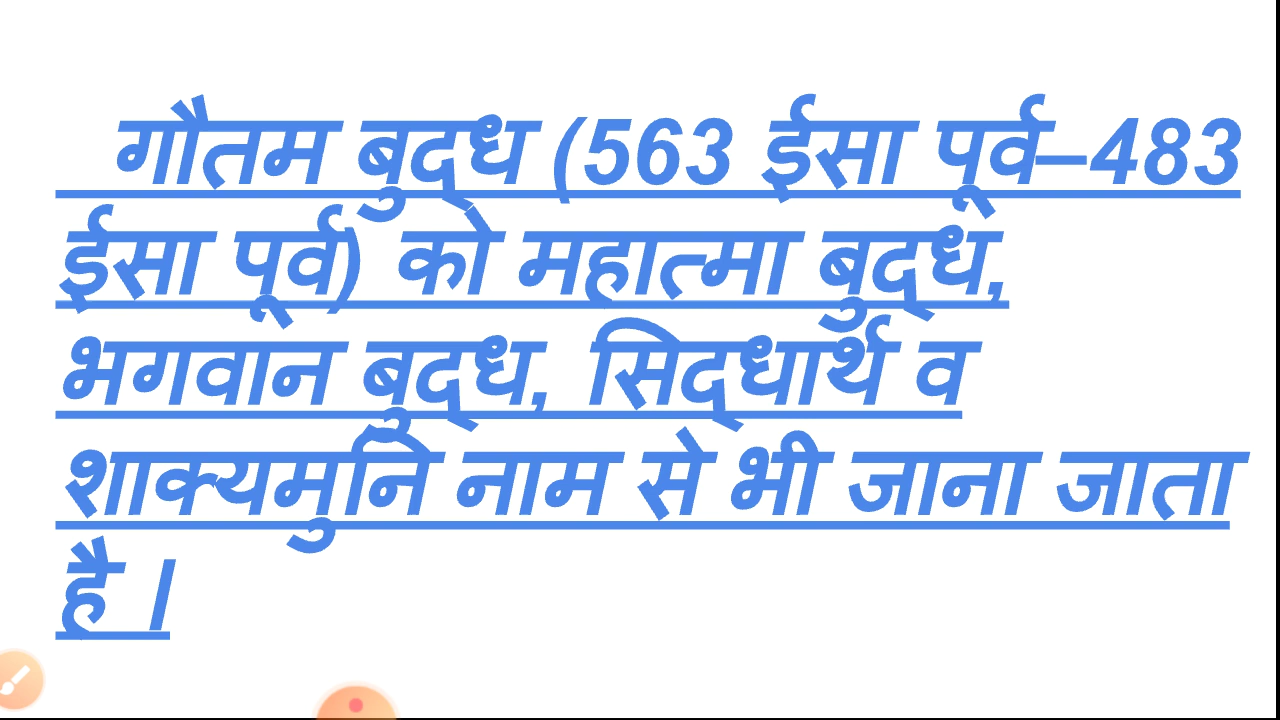 गौतम बुद्ध (563 ईसा पूर्व–483
ईसा पूर्व) को महात्मा बुद्ध,
भगवान बुद्ध, सिद्धार्थ व
शाक्यमुनि नाम से भी जाना जाता
है ।